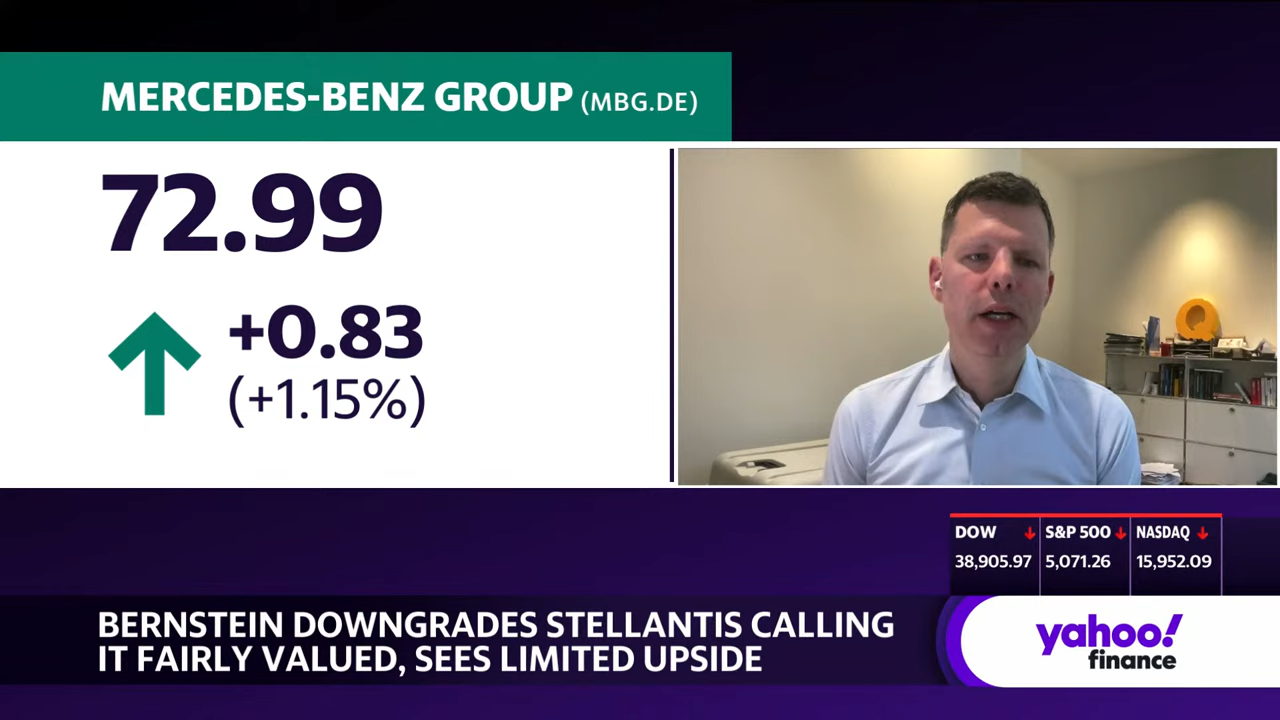 MERCEDES-BENZ GROUP (MBG.DE)
72.99
+0.83
(+1.15%)
Q
DOW
38,905.97
S&P 500
5,071.26
NASDAQ
15,952.09
BERNSTEIN DOWNGRADES STELLANTIS CALLING
IT FAIRLY VALUED, SEES LIMITED UPSIDE
yahoo!
finance